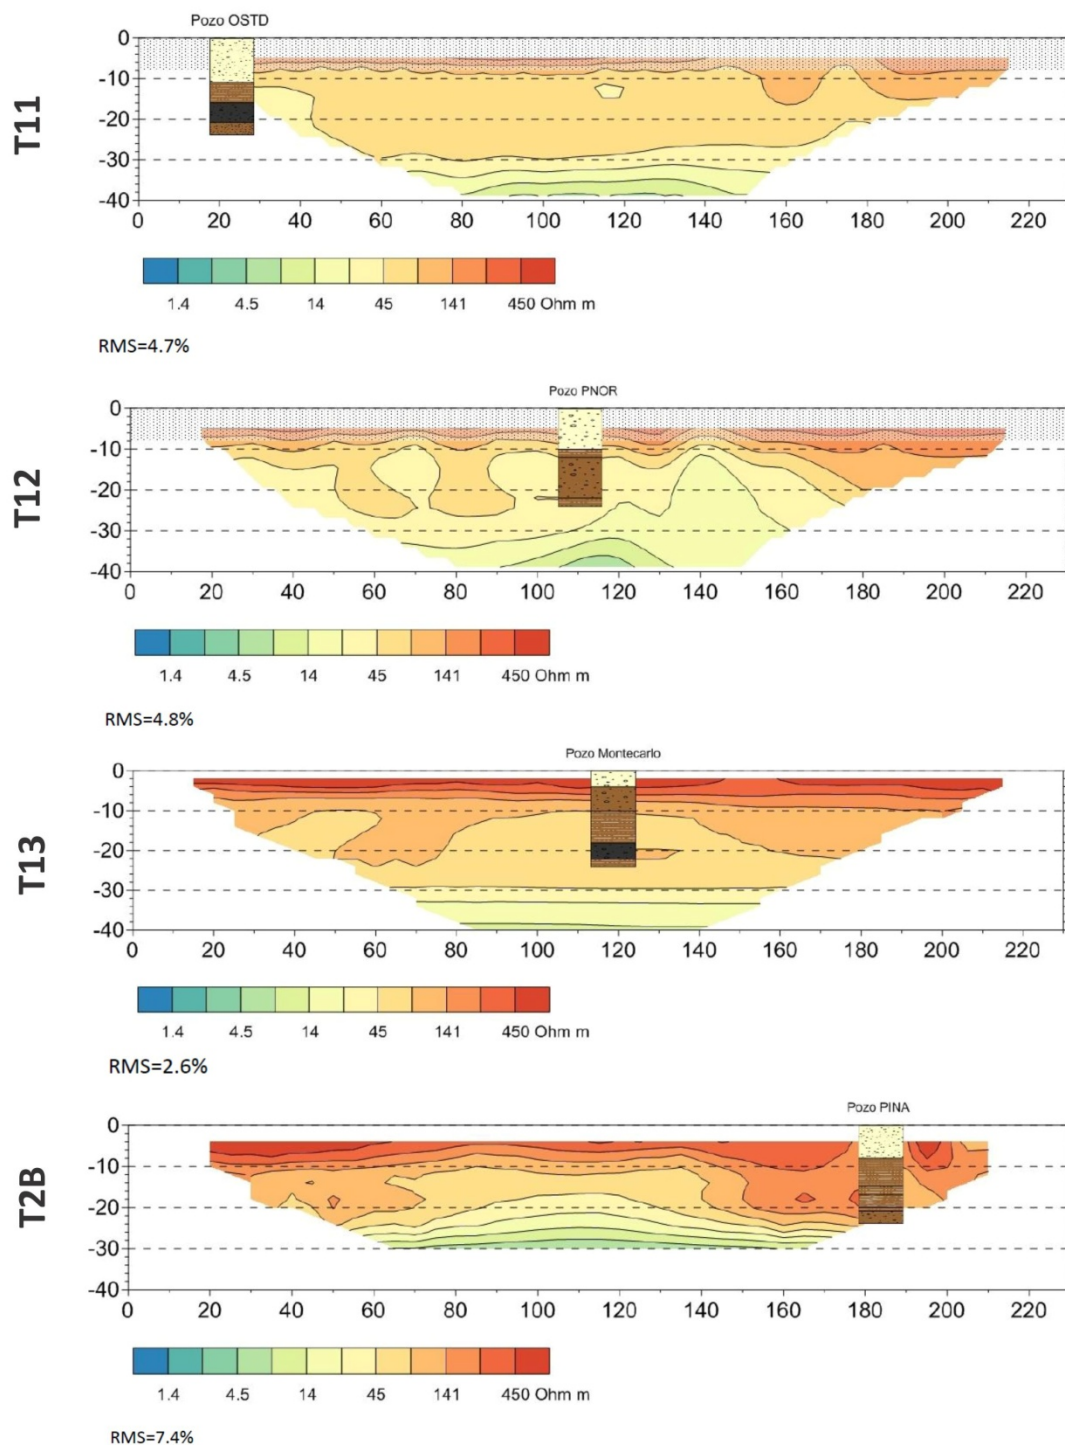 Pozo OSTD
T11
0
-10
-20
-30
-40
0 20 40 60 80 100 120 140 160 180 200 220
1.4 4.5 14 45 141 450 Ohm m
RMS=4.7%
Pozo PNOR
T12
0
-10
-20
-30
-40
0 20 40 60 80 100 120 140 160 180 200 220
1.4 4.5 14 45 141 450 Ohm m
RMS=4.8%
Pozo Montecarlo
T13
0
-10
-20
-30
-40
0 20 40 60 80 100 120 140 160 180 200 220
1.4 4.5 14 45 141 450 Ohm m
RMS=2.6%
Pozo PINA
T2B
0
-10
-20
-30
-40
0 20 40 60 80 100 120 140 160 180 200 220
1.4 4.5 14 45 141 450 Ohm m
RMS=7.4%